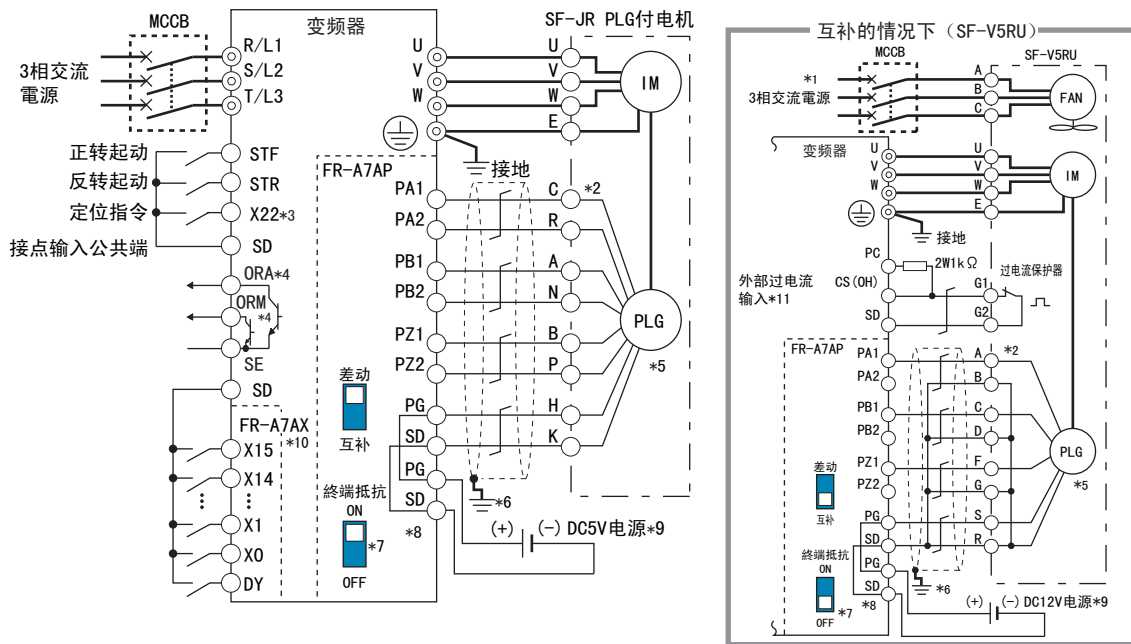 MCCB
变频器
SF-JR PLG付电机
3相交流
電源
R/L1
S/L2
T/L3
U
V
W
U
V
W
E
IM
接地
正转起动
反转起动
定位指令
接点输入公共端
STF
STR
X22*3
SD
ORA*4
ORM
*4
SE
SD
FR-A7AX
*10
X15
X14
X1
X0
DY
FR-A7AP
PA1
PA2
PB1
PB2
PZ1
PZ2
PG
SD
PG
SD
C
*2
R
A
N
B
P
H
K
PLG
*5
差动
互补
終端抵抗
ON
*7
OFF
*8
*6
(+)
(-)
DC5V电源*9
互补的情况下（SF-V5RU）
MCCB
SF-V5RU
*1
3相交流電源
A
B
C
FAN
变频器
U
V
W
U
V
W
E
IM
接地
PC
2W1kΩ
过电流保护器
外部过电流
输入*11
CS(OH)
SD
G1
G2
FR-A7AP
PA1
PA2
PB1
PB2
PZ1
PZ2
PG
SD
PG
SD
A
*2
B
C
D
F
G
S
R
PLG
*5
差动
互补
終端抵抗
ON
*7
OFF
*8
*6
(+)
(-)
DC12V电源*9